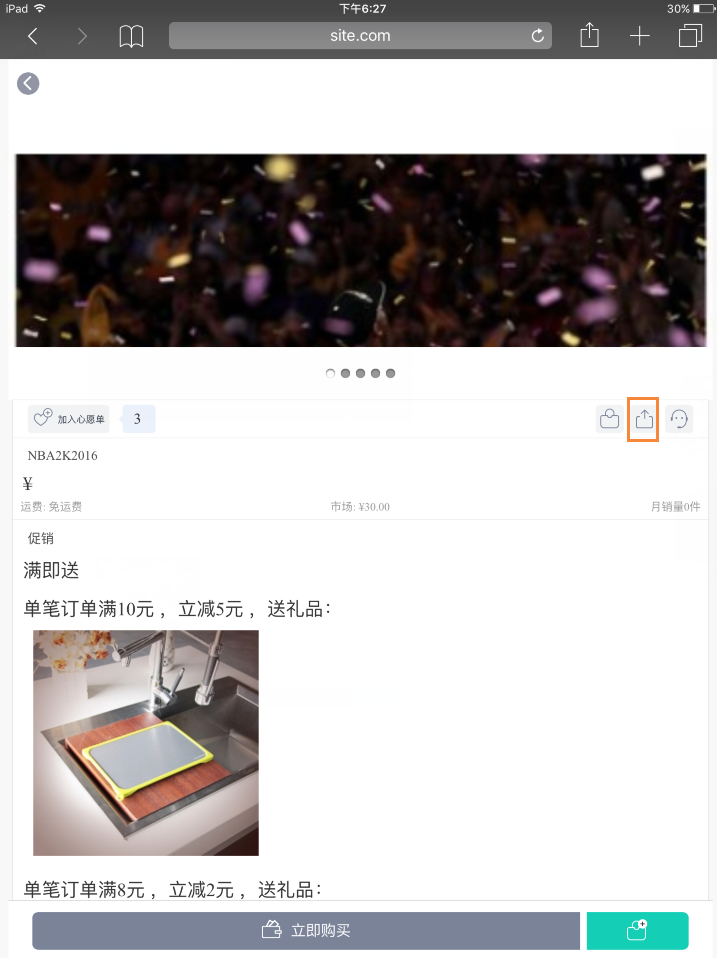 iPad 下午6:27 30%
site.com
加入心愿单 3
NBA2K2016
¥
运费: 免运费 市场: ¥30.00 月销量0件
促销
满即送
单笔订单满10元 ，立减5元 ，送礼品：
单笔订单满8元 ，立减2元 ，送礼品：
立即购买